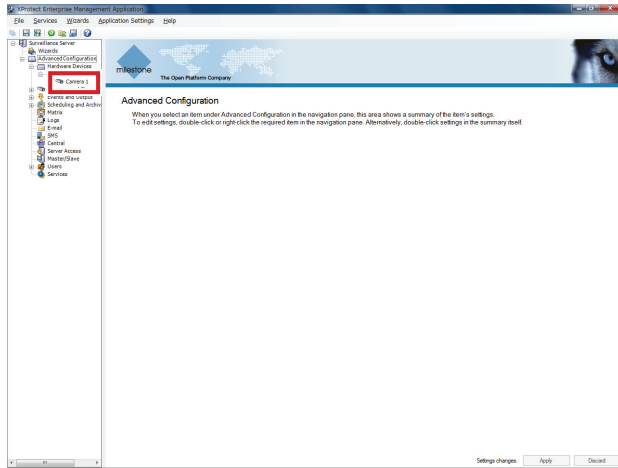 XProtect Enterprise Management Application
File Services Wizards Application Settings Help
Surveillance Server
Wizards
Advanced Configuration
Hardware Devices
Camera 1
Events and Output
Scheduling and Archiv
Matrix
Logs
E-mail
SMS
Central
Server Access
Master/Slave
Users
Services
milestone
The Open Platform Company
Advanced Configuration
When you select an item under Advanced Configuration in the navigation pane, this area shows a summary of the item's settings.
To edit settings, double-click or right-click the required item in the navigation pane. Alternatively, double-click settings in the summary itself.
Settings changes: Apply Discard